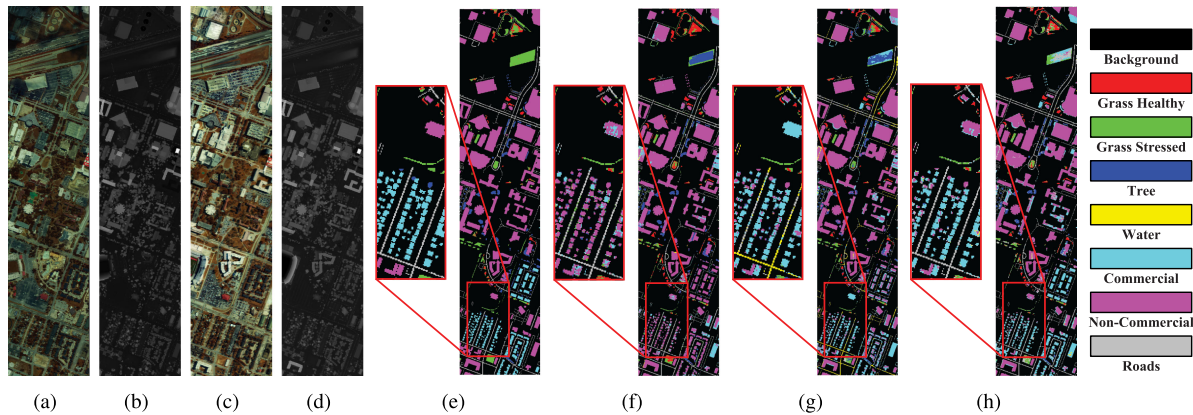 Background
Grass Healthy
Grass Stressed
Tree
Water
Commercial
Non-Commercial
Roads
(a) (b) (c) (d) (e) (f) (g) (h)